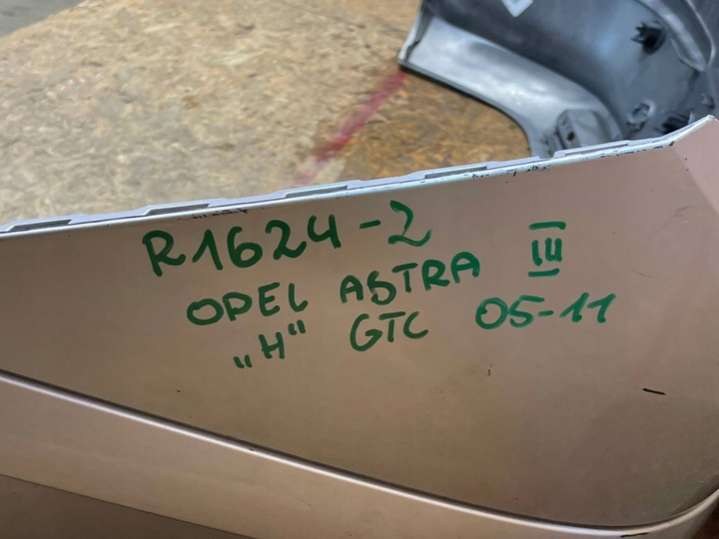 R1624-2
OPEL ASTRA III
„H" GTC 05-11